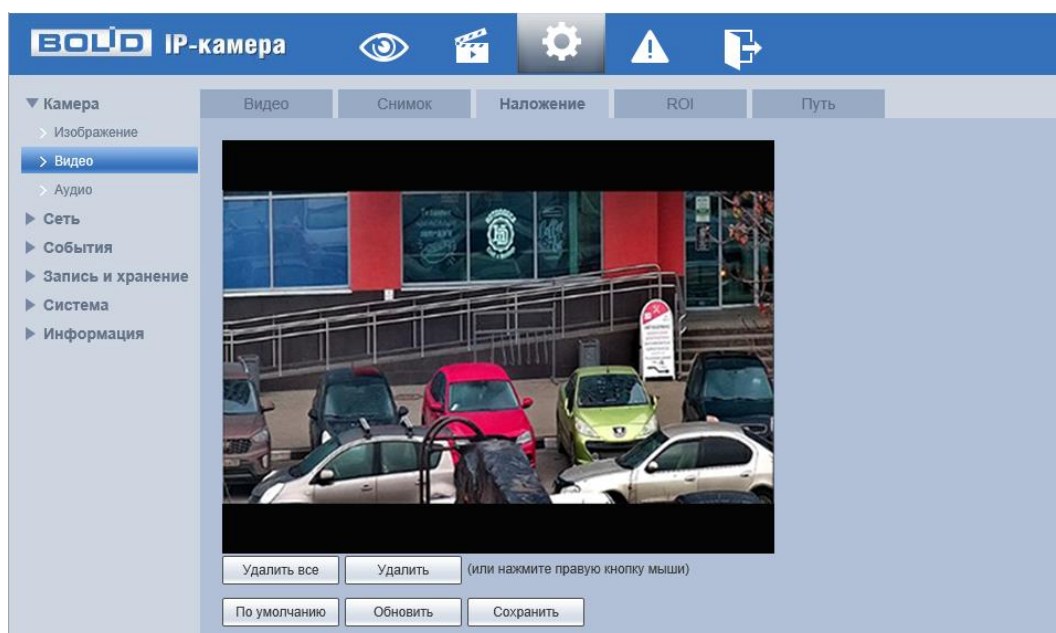 BOLID IP-камера
Камера
Изображение
Видео
Аудио
Сеть
События
Запись и хранение
Система
Информация
Видео Снимок Наложение ROI Путь
Удалить все Удалить (или нажмите правую кнопку мыши)
По умолчанию Обновить Сохранить